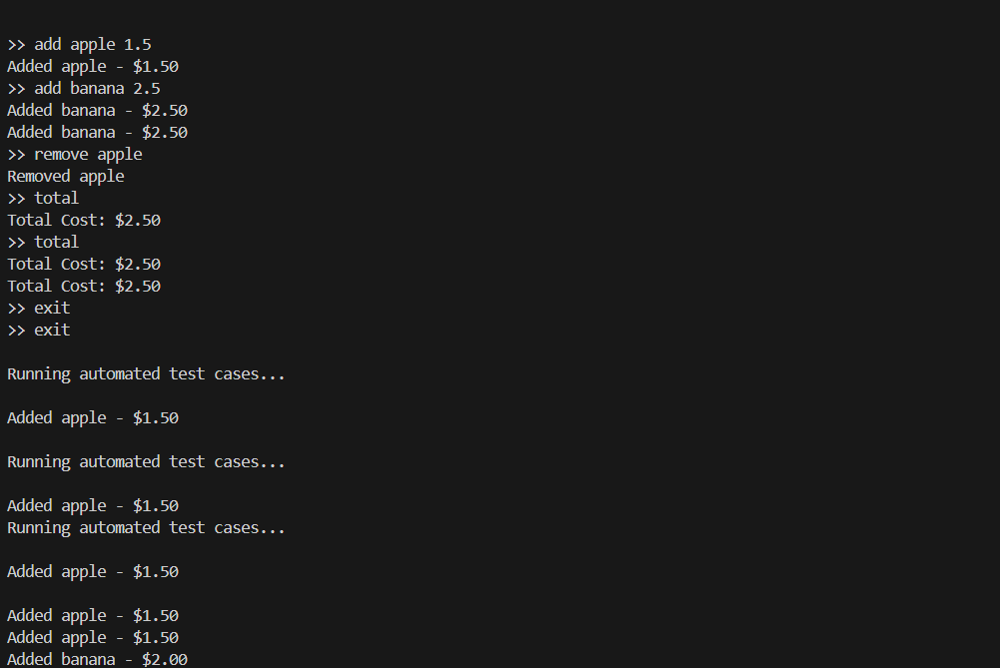 >> add apple 1.5
Added apple - $1.50
>> add banana 2.5
Added banana - $2.50
Added banana - $2.50
>> remove apple
Removed apple
>> total
Total Cost: $2.50
>> total
Total Cost: $2.50
Total Cost: $2.50
>> exit
>> exit
Running automated test cases...
Added apple - $1.50
Running automated test cases...
Added apple - $1.50
Running automated test cases...
Added apple - $1.50
Added apple - $1.50
Added apple - $1.50
Added banana - $2.00